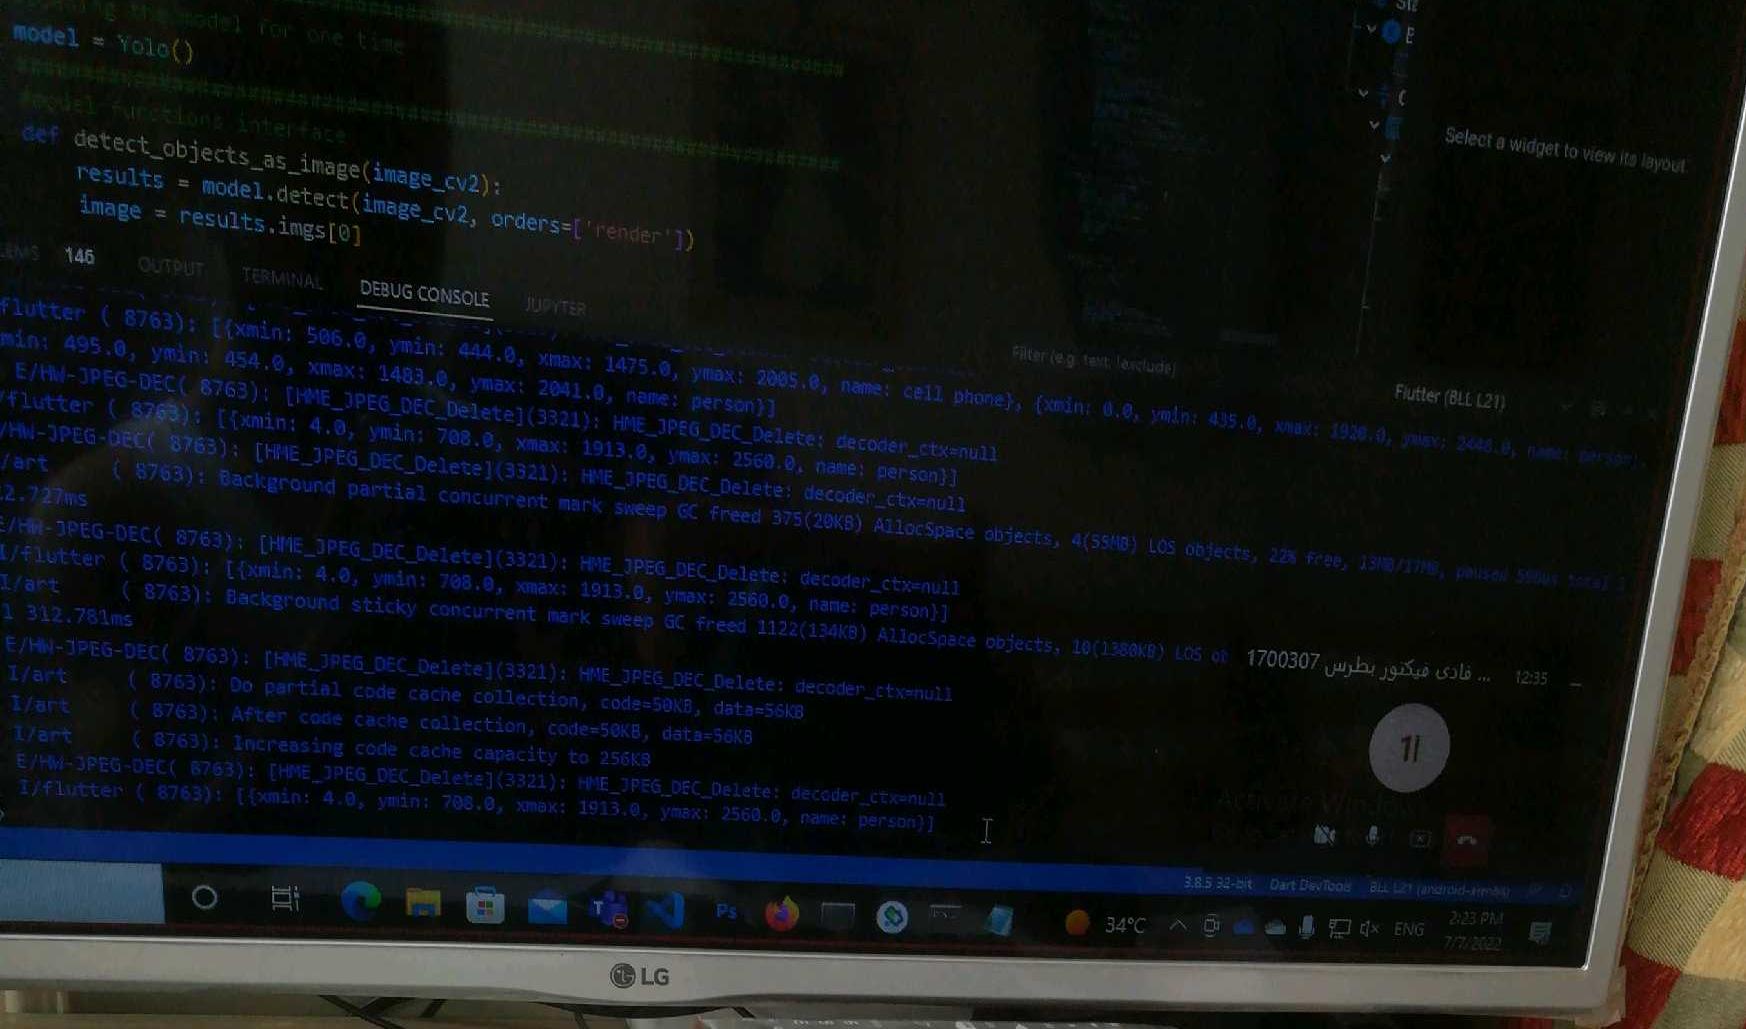 the model for one time
model = Yolo()
#model functions interface
def detect_objects_as_image(image_cv2):
results = model.detect(image_cv2, orders=['render'])
image = results.imgs[0]
146 OUTPUT TERMINAL DEBUG CONSOLE JUPYTER
Filter (e.g. text, !exclude)
Flutter (BLL L21)
Select a widget to view its layout
flutter ( 8763): [{xmin: 506.0, ymin: 444.0, xmax: 1475.0, ymax: 2005.0, name: cell phone}, {xmin: 0.0, ymin: 435.0, xmax: 1920.0, ymax: 2448.0, name: person},
min: 495.0, ymin: 454.0, xmax: 1483.0, ymax: 2041.0, name: person}]
E/HW-JPEG-DEC( 8763): [HME_JPEG_DEC_Delete](3321): HME_JPEG_DEC_Delete: decoder_ctx=null
/flutter ( 8763): [{xmin: 4.0, ymin: 708.0, xmax: 1913.0, ymax: 2560.0, name: person}]
/HW-JPEG-DEC( 8763): [HME_JPEG_DEC_Delete](3321): HME_JPEG_DEC_Delete: decoder_ctx=null
/art ( 8763): Background partial concurrent mark sweep GC freed 375(20KB) AllocSpace objects, 4(55MB) LOS objects, 22% free, 13MB/17MB, paused total
2.727ms
E/HW-JPEG-DEC( 8763): [HME_JPEG_DEC_Delete](3321): HME_JPEG_DEC_Delete: decoder_ctx=null
I/flutter ( 8763): [{xmin: 4.0, ymin: 708.0, xmax: 1913.0, ymax: 2560.0, name: person}]
I/art ( 8763): Background sticky concurrent mark sweep GC freed 1122(134KB) AllocSpace objects, 10(1380KB) LOS ob
1 312.781ms
E/HW-JPEG-DEC( 8763): [HME_JPEG_DEC_Delete](3321): HME_JPEG_DEC_Delete: decoder_ctx=null
I/art ( 8763): Do partial code cache collection, code=50KB, data=56KB
I/art ( 8763): After code cache collection, code=50KB, data=56KB
I/art ( 8763): Increasing code cache capacity to 256KB
E/HW-JPEG-DEC( 8763): [HME_JPEG_DEC_Delete](3321): HME_JPEG_DEC_Delete: decoder_ctx=null
I/flutter ( 8763): [{xmin: 4.0, ymin: 708.0, xmax: 1913.0, ymax: 2560.0, name: person}]
1700307 فادى فيكتور بطرس ... 12:35
1أ
Activate Windows
3.8.5 32-bit Dart DevTools BLL L21 (android-arm64)
Ps 34°C ENG 2:23 PM
7/7/2022
LG